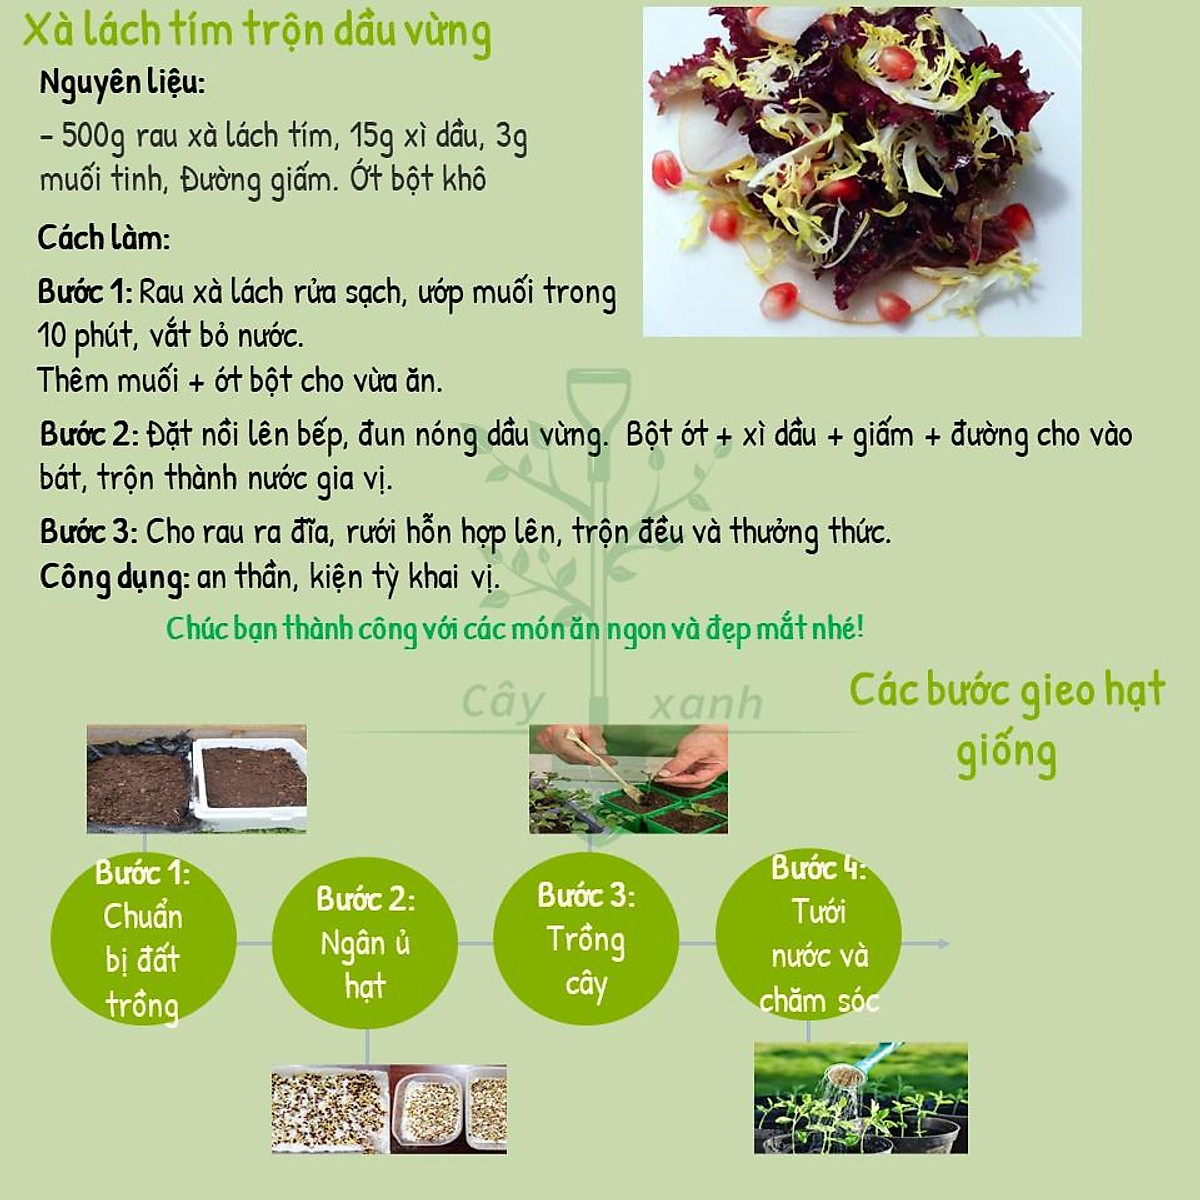 Xà lách tím trộn dầu vừng
Nguyên liệu:
- 500g rau xà lách tím, 15g xì dầu, 3g
muối tinh, Đường giấm. Ớt bột khô
Cách làm:
Bước 1: Rau xà lách rửa sạch, ướp muối trong
10 phút, vắt bỏ nước.
Thêm muối + ớt bột cho vừa ăn.
Bước 2: Đặt nồi lên bếp, đun nóng dầu vừng. Bột ớt + xì dầu + giấm + đường cho vào
bát, trộn thành nước gia vị.
Bước 3: Cho rau ra đĩa, rưới hỗn hợp lên, trộn đều và thưởng thức.
Công dụng: an thần, kiện tỳ khai vị.
Chúc bạn thành công với các món ăn ngon và đẹp mắt nhé!
Cây xanh
Các bước gieo hạt
giống
Bước 1:
Chuẩn
bị đất
trồng
Bước 2:
Ngân ủ
hạt
Bước 3:
Trồng
cây
Bước 4:
Tưới
nước và
chăm sóc